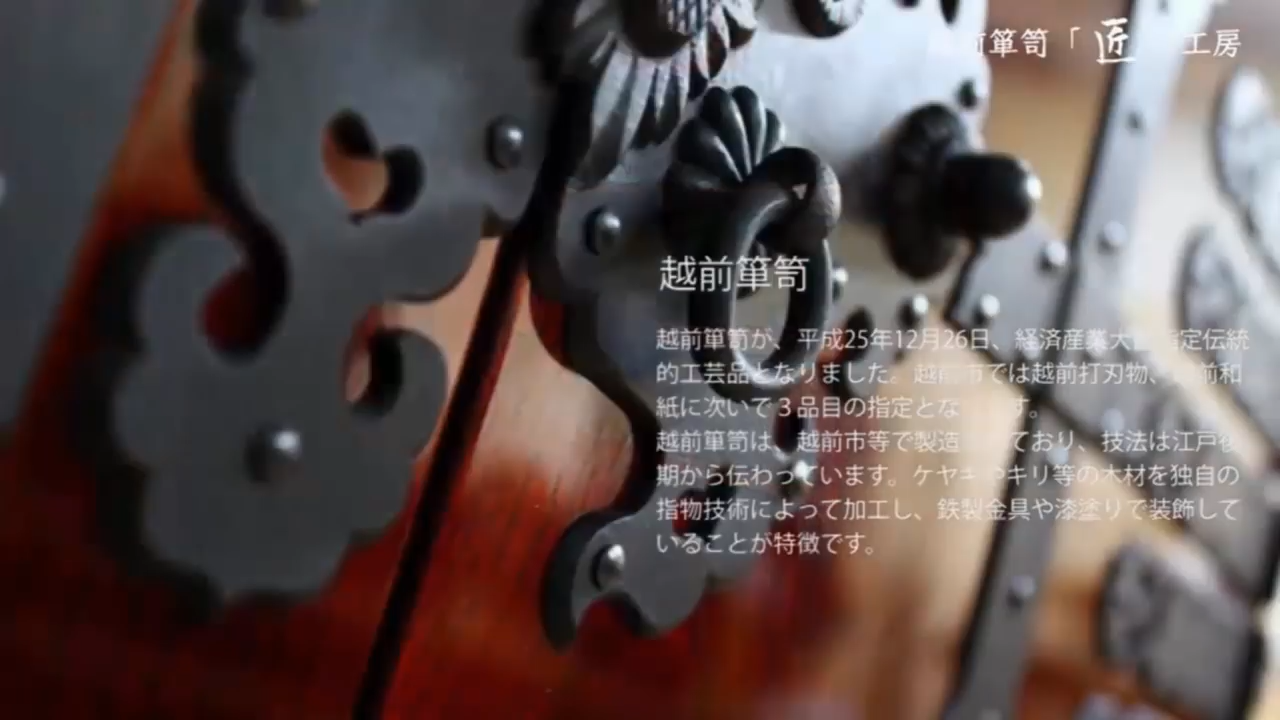 前箪笥「匠」工房
越前箪笥
越前箪笥が、平成25年12月26日、経済産業大 指定伝統
的工芸品となりました。越前市では越前打刃物、 前和
紙に次いで3品目の指定とな す。
越前箪笥は、越前市等で製造 ており、技法は江戸後
期から伝わっています。ケヤキやキリ等の木材を独自の
指物技術によって加工し、鉄製金具や漆塗りで装飾して
いることが特徴です。